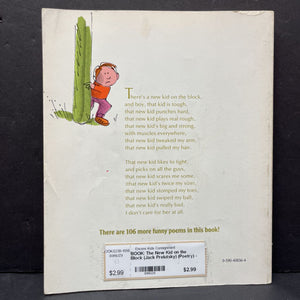 There's a new kid on the block,
and boy, that kid is tough,
that new kid punches hard,
that new kid plays real rough,
that new kid's big and strong,
with muscles everywhere,
that new kid tweaked my arm,
that new kid pulled my hair.
That new kid likes to fight,
and picks on all the guys,
that new kid scares me some,
that new kid's twice my size,
that new kid stomped my toes,
that new kid swiped my ball,
that new kid's really bad,
I don't care for her at all.
There are 106 more funny poems in this book!
Encore Kids Consignment
BOOK: The New Kid on the
Block (Jack Prelutsky) (Poetry) -
$2.99
$2.99